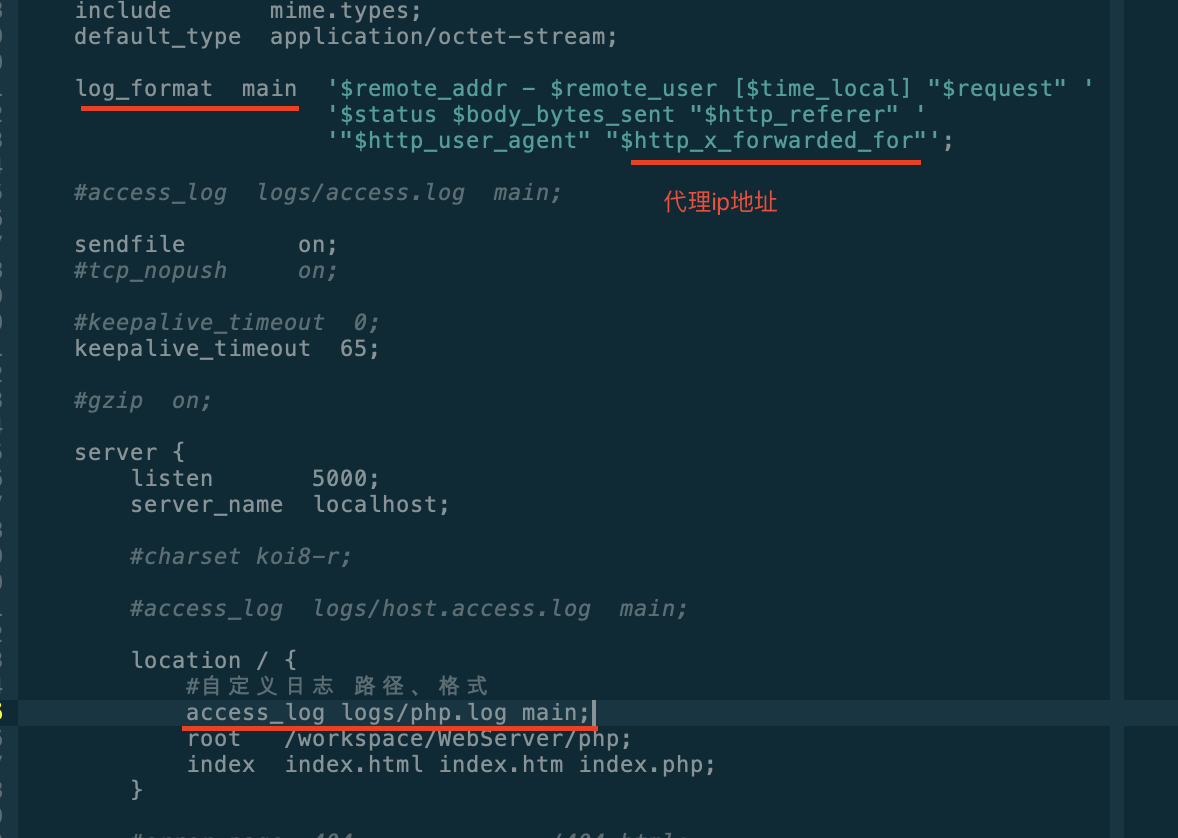 include       mime.types;
default_type  application/octet-stream;
log_format  main  '$remote_addr - $remote_user [$time_local] "$request" '
'$status $body_bytes_sent "$http_referer" '
'"$http_user_agent" "$http_x_forwarded_for"';
#access_log  logs/access.log  main;
代理ip地址
sendfile        on;
#tcp_nopush     on;
#keepalive_timeout  0;
keepalive_timeout  65;
#gzip  on;
server {
listen       5000;
server_name  localhost;
#charset koi8-r;
#access_log  logs/host.access.log  main;
location / {
#自定义日志 路径、格式
access_log logs/php.log main;
root   /workspace/WebServer/php;
index  index.html index.htm index.php;
}